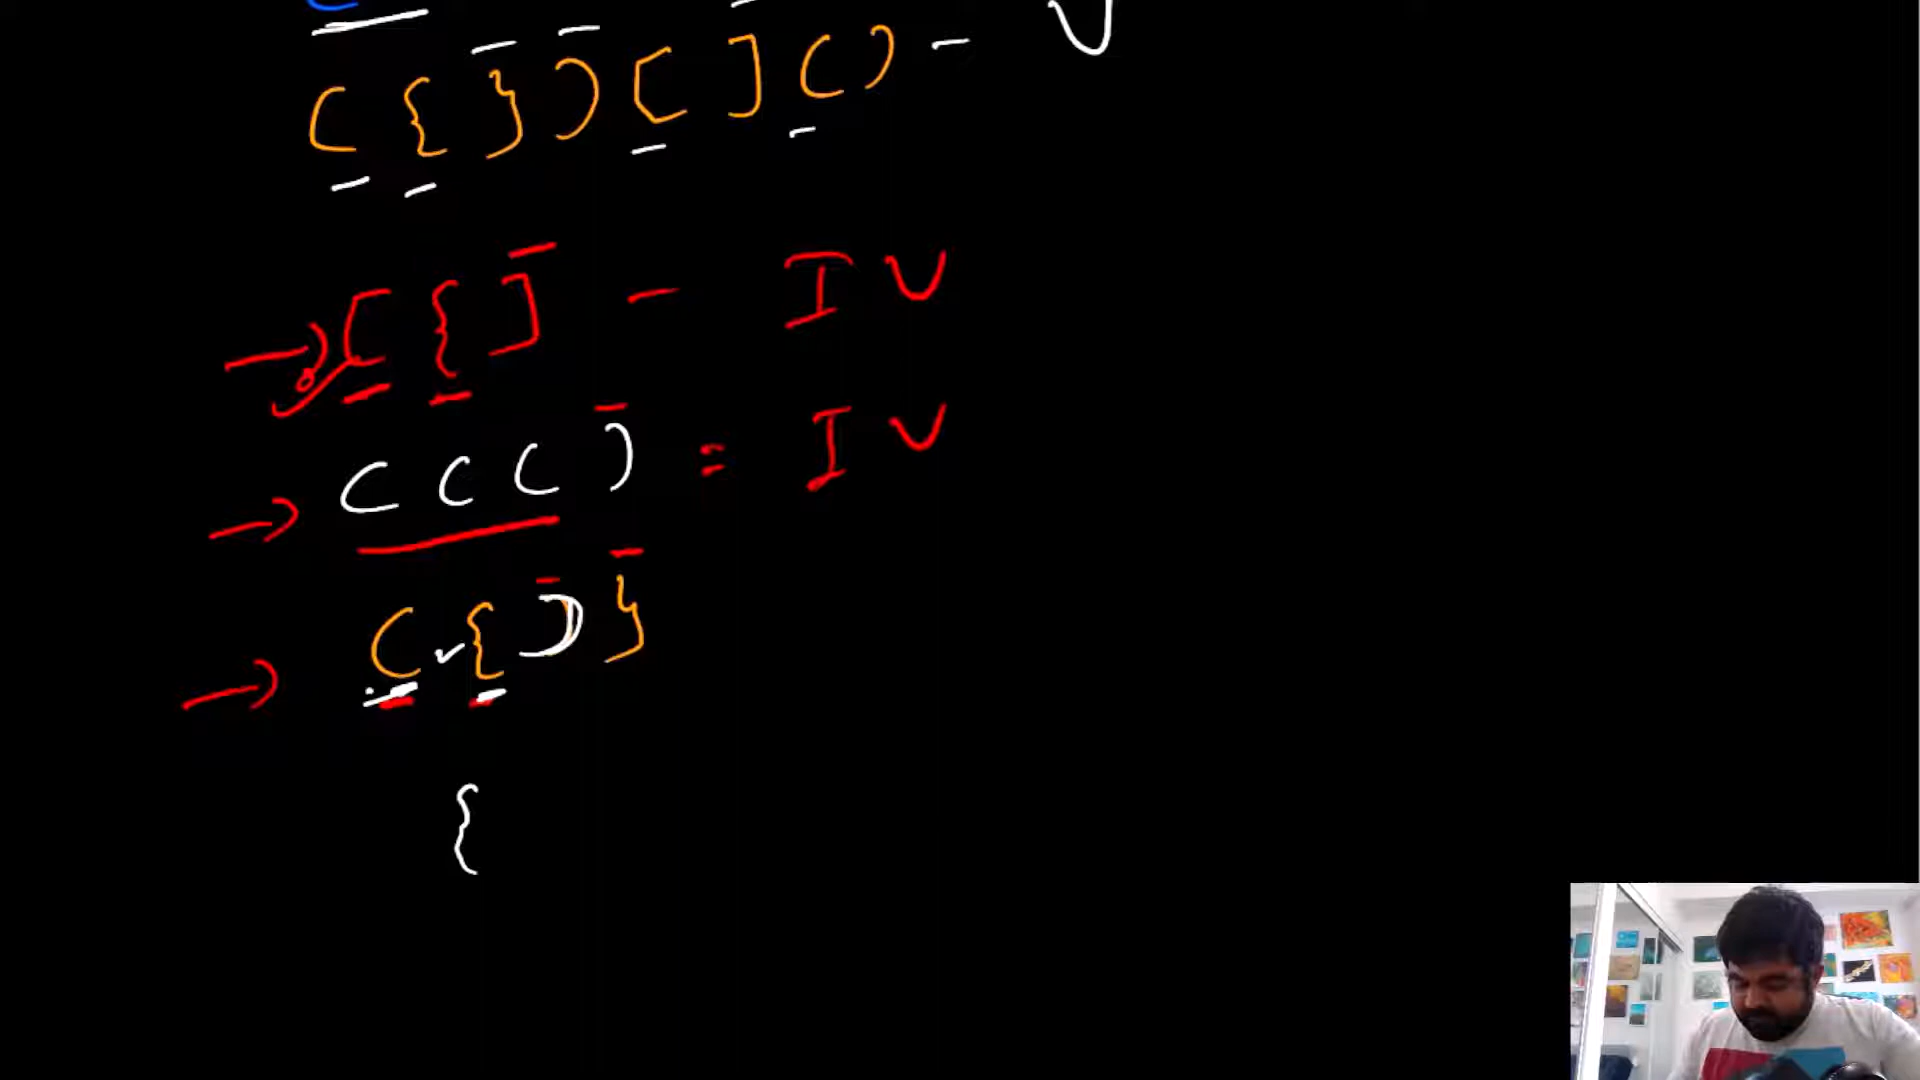 ( { } ) [ ] ( ) - V
→ [ { ] - IV
→ ( ( ( ) = IV
→ ( { ) }
{